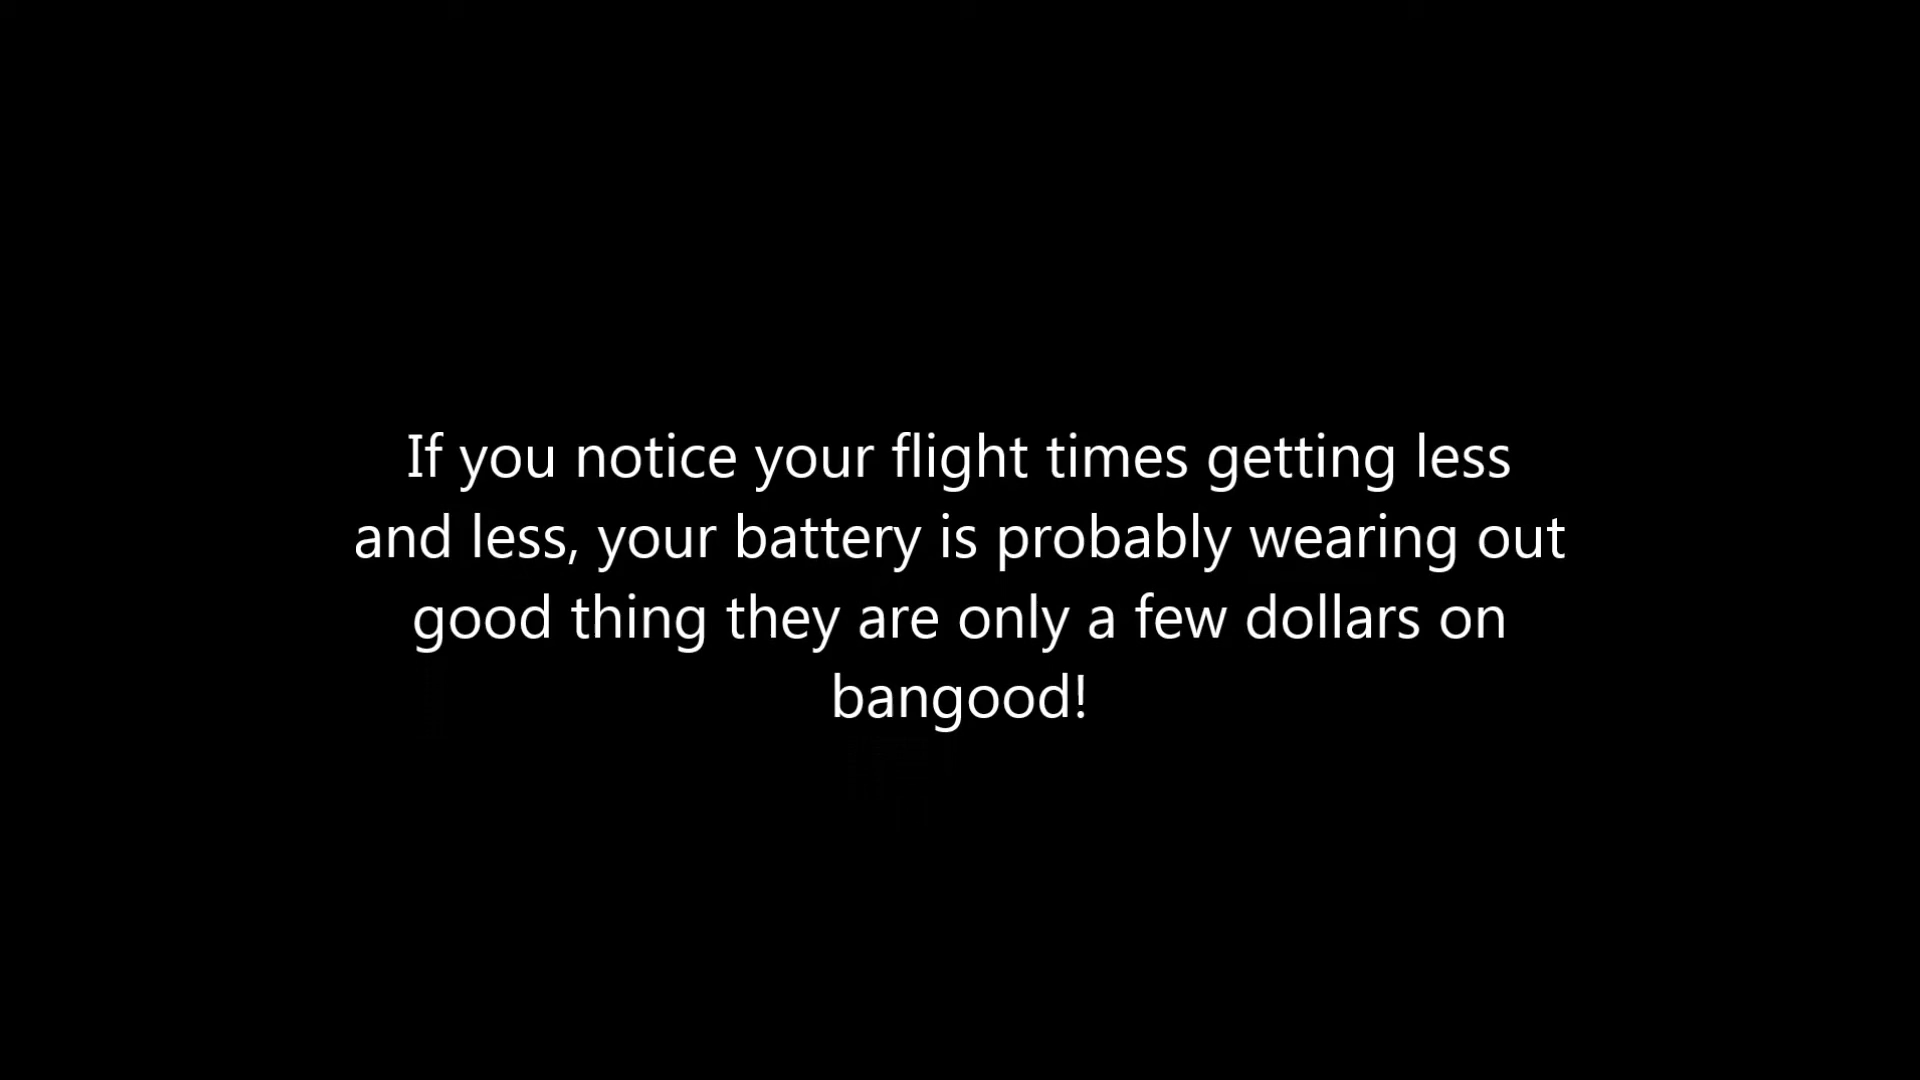 If you notice your flight times getting less
and less, your battery is probably wearing out
good thing they are only a few dollars on
bangood!